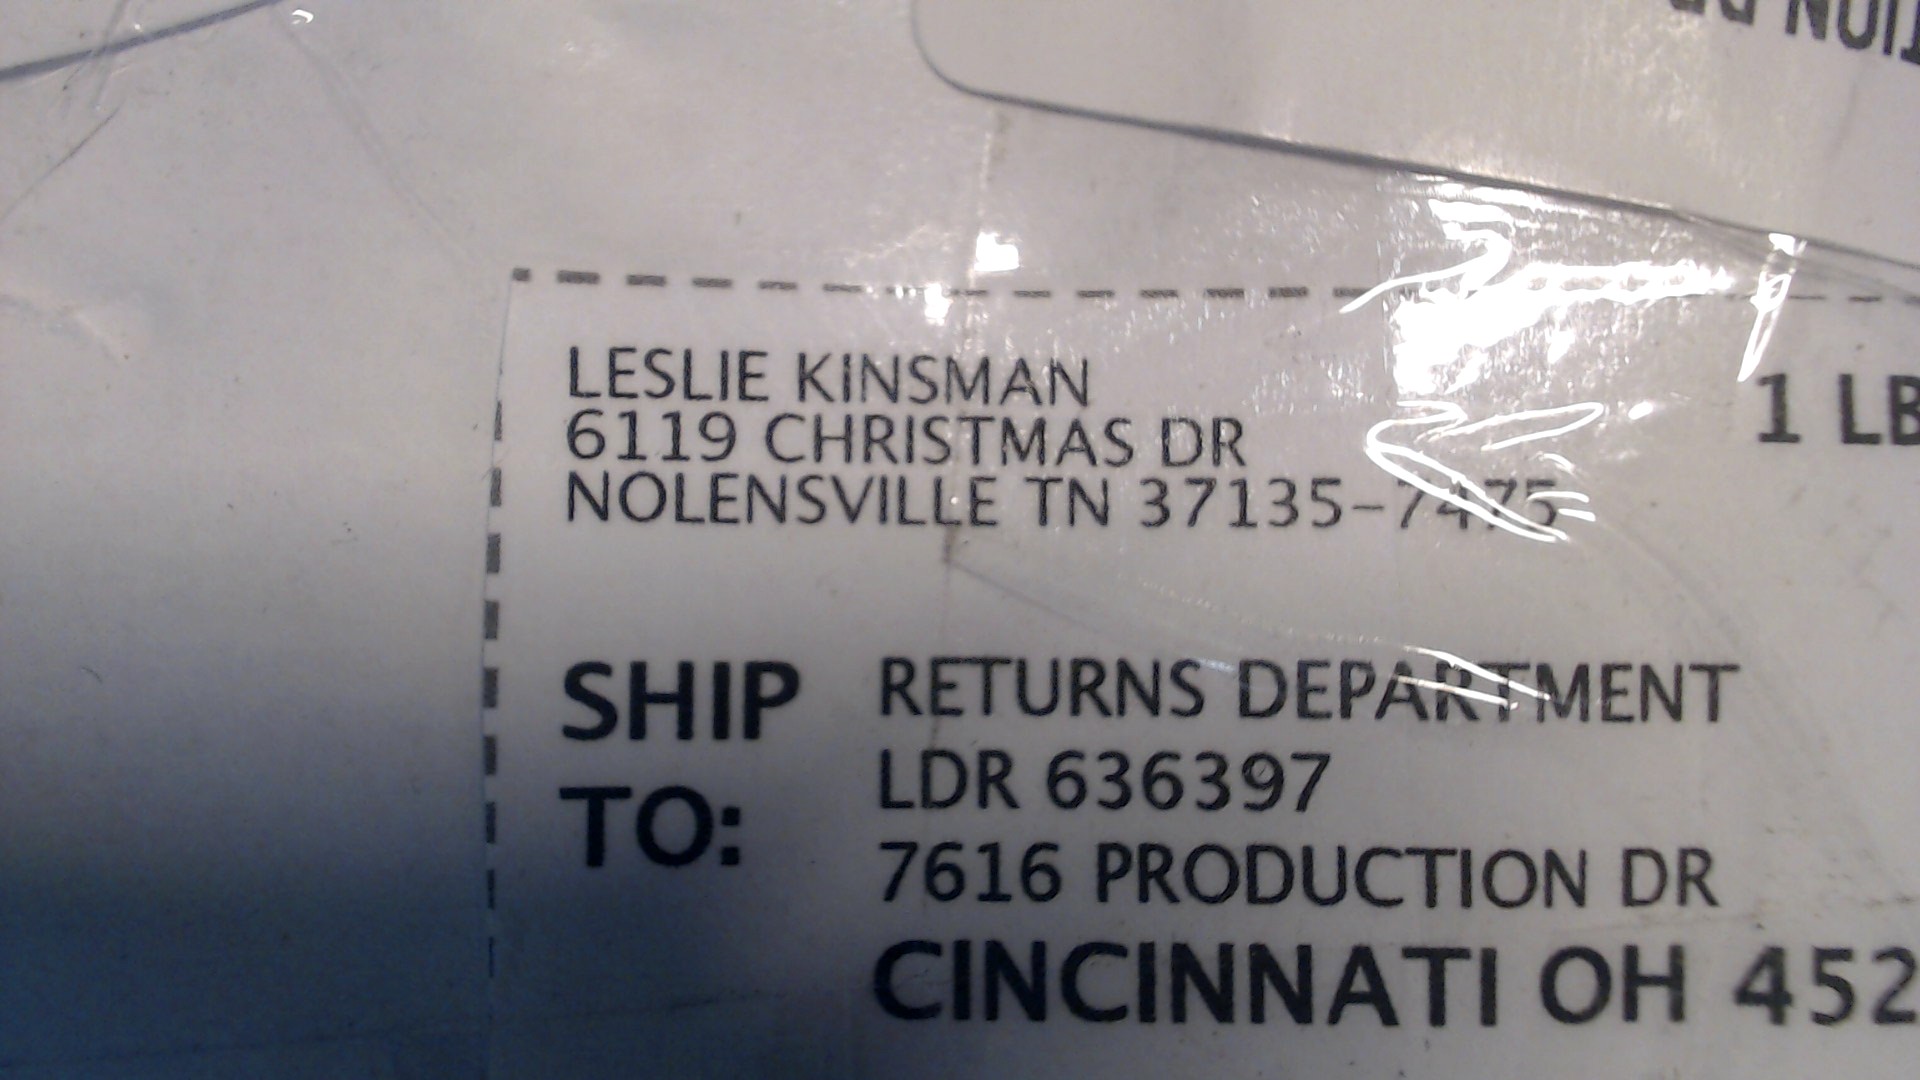 LESLIE KINSMAN
6119 CHRISTMAS DR
NOLENSVILLE TN 37135-7475
1 LB
SHIP TO:
RETURNS DEPARTMENT
LDR 636397
7616 PRODUCTION DR
CINCINNATI OH 452